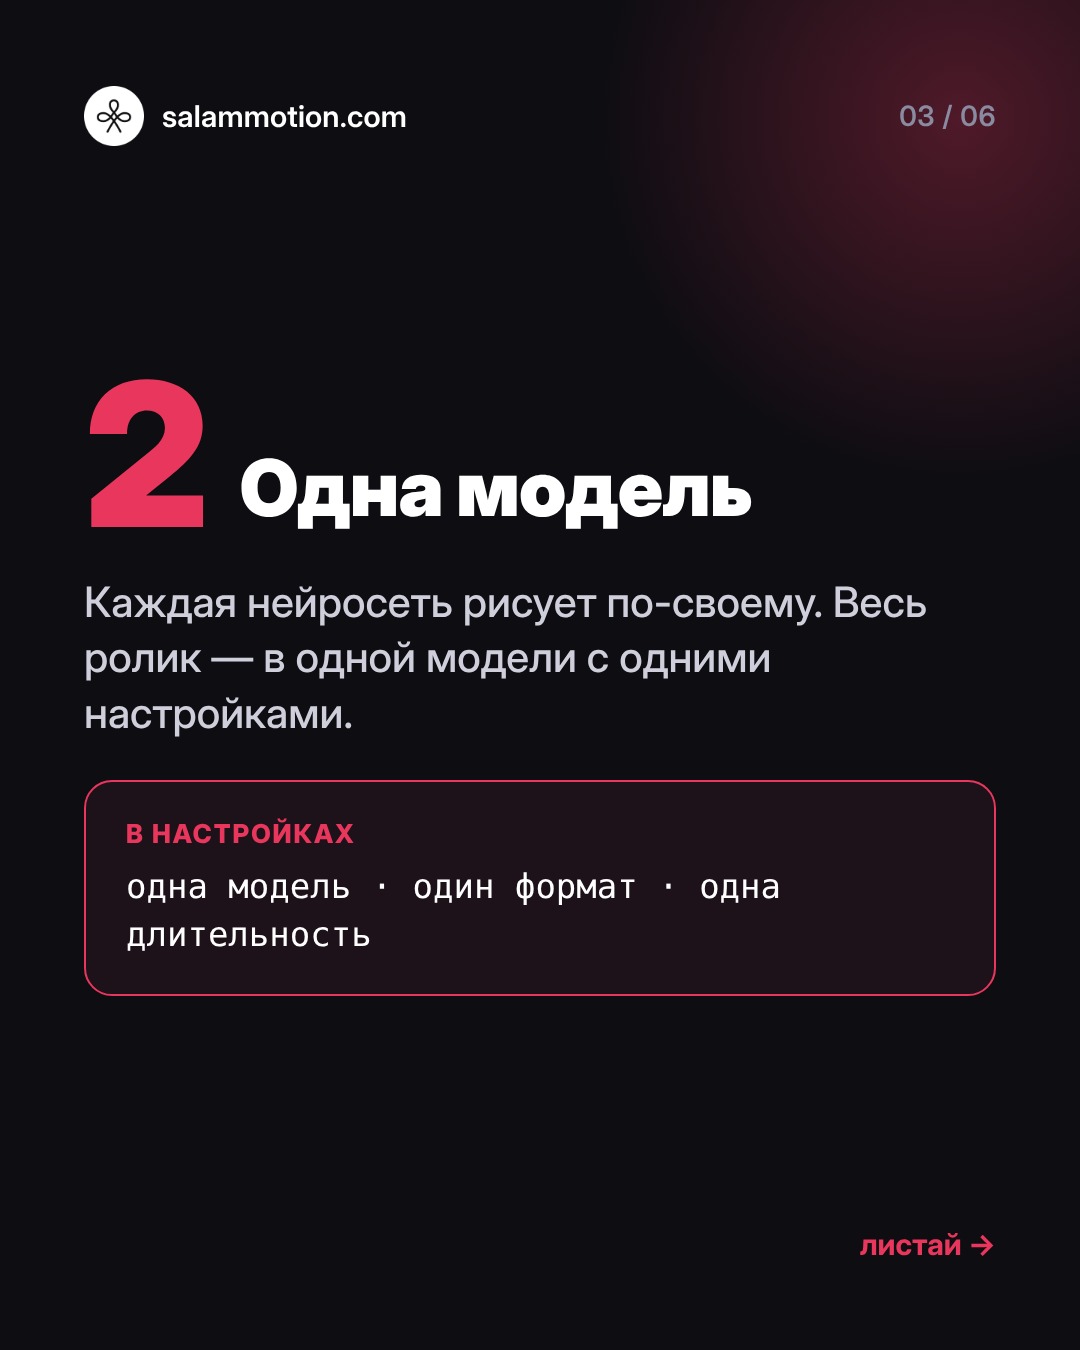 salammotion.com
03 / 06
2 Одна модель
Каждая нейросеть рисует по-своему. Весь
ролик — в одной модели с одними
настройками.
В НАСТРОЙКАХ
одна модель · один формат · одна
длительность
листай →